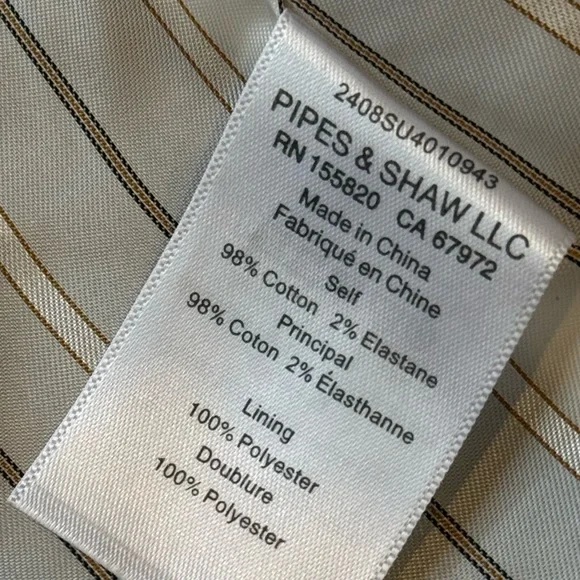 2408SU4010943
PIPES & SHAW LLC
RN 155820 CA 67972
Made in China
Fabriqué en Chine
Self
98% Cotton 2% Elastane
Principal
98% Coton 2% Élasthanne
Lining
100% Polyester
Doublure
100% Polyester